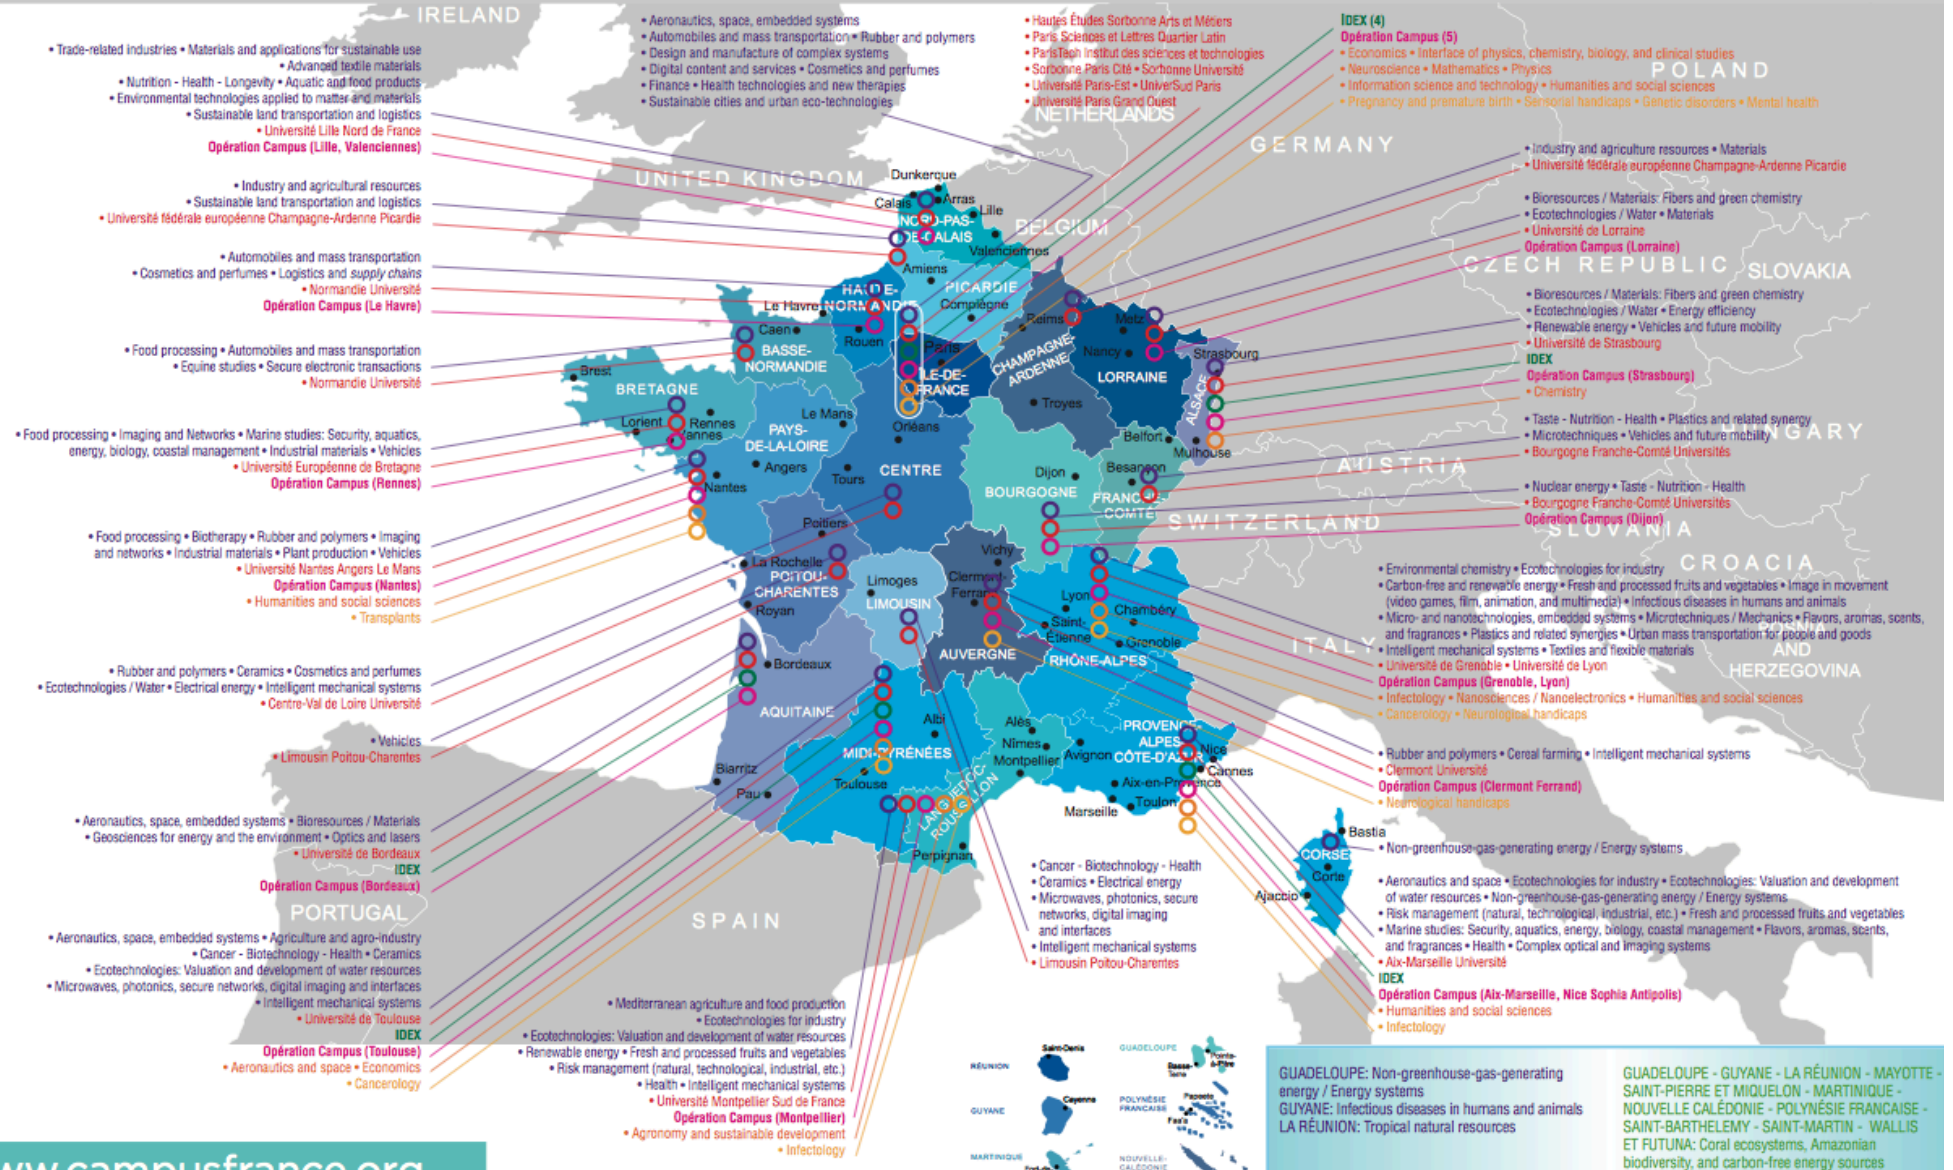 IRELAND
• Trade-related industries • Materials and applications for sustainable use
• Advanced textile materials
• Nutrition - Health - Longevity • Aquatic and food products
• Environmental technologies applied to matter and materials
• Sustainable land transportation and logistics
• Université Lille Nord de France
Opération Campus (Lille, Valenciennes)
• Industry and agricultural resources
• Sustainable land transportation and logistics
• Université fédérale européenne Champagne-Ardenne Picardie
• Automobiles and mass transportation
• Cosmetics and perfumes • Logistics and supply chains
• Normandie Université
Opération Campus (Le Havre)
• Food processing • Automobiles and mass transportation
• Equine studies • Secure electronic transactions
• Normandie Université
• Food processing • Imaging and Networks • Marine studies: Security, aquatics,
energy, biology, coastal management • Industrial materials • Vehicles
• Université Européenne de Bretagne
Opération Campus (Rennes)
• Food processing • Biotherapy • Rubber and polymers • Imaging
and networks • Industrial materials • Plant production • Vehicles
• Université Nantes Angers Le Mans
Opération Campus (Nantes)
• Humanities and social sciences
• Transplants
• Rubber and polymers • Ceramics • Cosmetics and perfumes
• Ecotechnologies / Water • Electrical energy • Intelligent mechanical systems
• Centre-Val de Loire Université
• Vehicles
• Limousin Poitou-Charentes
• Aeronautics, space, embedded systems • Bioresources / Materials
• Geosciences for energy and the environment • Optics and lasers
• Université de Bordeaux
IDEX
Opération Campus (Bordeaux)
PORTUGAL
• Aeronautics, space, embedded systems • Agriculture and agro-industry
• Cancer - Biotechnology - Health • Ceramics
• Ecotechnologies: Valuation and development of water resources
• Microwaves, photonics, secure networks, digital imaging and interfaces
• Intelligent mechanical systems
• Université de Toulouse
IDEX
Opération Campus (Toulouse)
• Aeronautics and space • Economics
• Cancerology
• Aeronautics, space, embedded systems
• Automobiles and mass transportation • Rubber and polymers
• Design and manufacture of complex systems
• Digital content and services • Cosmetics and perfumes
• Finance • Health technologies and new therapies
• Sustainable cities and urban eco-technologies
• Hautes Études Sorbonne Arts et Métiers
• Paris Sciences et Lettres Quartier Latin
• ParisTech Institut des sciences et technologies
• Sorbonne Paris Cité • Sorbonne Université
• Université Paris-Est • UniverSud Paris
• Université Paris Grand Ouest
NETHERLANDS
IDEX (4)
Opération Campus (5)
• Economics • Interface of physics, chemistry, biology, and clinical studies
• Neuroscience • Mathematics • Physics
• Information science and technology • Humanities and social sciences
• Pregnancy and premature birth • Sensorial handicaps • Genetic disorders • Mental health
POLAND
GERMANY
UNITED KINGDOM
BELGIUM
CZECH REPUBLIC
SLOVAKIA
HUNGARY
AUSTRIA
SWITZERLAND
SLOVANIA
CROACIA
ITALY
BOSNIA
AND
HERZEGOVINA
SPAIN
• Industry and agriculture resources • Materials
• Université fédérale européenne Champagne-Ardenne Picardie
• Bioresources / Materials: Fibers and green chemistry
• Ecotechnologies / Water • Materials
• Université de Lorraine
Opération Campus (Lorraine)
• Bioresources / Materials: Fibers and green chemistry
• Ecotechnologies / Water • Energy efficiency
• Renewable energy • Vehicles and future mobility
• Université de Strasbourg
IDEX
Opération Campus (Strasbourg)
• Chemistry
• Taste - Nutrition - Health • Plastics and related synergy
• Microtechniques • Vehicles and future mobility
• Bourgogne Franche-Comté Universités
• Nuclear energy • Taste - Nutrition - Health
• Bourgogne Franche-Comté Universités
Opération Campus (Dijon)
• Environmental chemistry • Ecotechnologies for industry
• Carbon-free and renewable energy • Fresh and processed fruits and vegetables • Image in movement
(video games, film, animation, and multimedia) • Infectious diseases in humans and animals
• Micro- and nanotechnologies, embedded systems • Microtechniques / Mechanics • Flavors, aromas, scents,
and fragrances • Plastics and related synergies • Urban mass transportation for people and goods
• Intelligent mechanical systems • Textiles and flexible materials
• Université de Grenoble • Université de Lyon
Opération Campus (Grenoble, Lyon)
• Infectology • Nanosciences / Nanoelectronics • Humanities and social sciences
• Cancerology • Neurological handicaps
• Rubber and polymers • Cereal farming • Intelligent mechanical systems
• Clermont Université
Opération Campus (Clermont Ferrand)
• Neurological handicaps
• Non-greenhouse-gas-generating energy / Energy systems
• Aeronautics and space • Ecotechnologies for industry • Ecotechnologies: Valuation and development
of water resources • Non-greenhouse-gas-generating energy / Energy systems
• Risk management (natural, technological, industrial, etc.) • Fresh and processed fruits and vegetables
• Marine studies: Security, aquatics, energy, biology, coastal management • Flavors, aromas, scents,
and fragrances • Health • Complex optical and imaging systems
• Aix-Marseille Université
IDEX
Opération Campus (Aix-Marseille, Nice Sophia Antipolis)
• Humanities and social sciences
• Infectology
Dunkerque
Calais
Arras
Lille
NORD-PAS-
DE-CALAIS
Valenciennes
Amiens
PICARDIE
Compiègne
HAUTE-
NORMANDIE
Le Havre
Rouen
Caen
BASSE-
NORMANDIE
Reims
CHAMPAGNE-
ARDENNE
Troyes
Metz
Nancy
LORRAINE
Strasbourg
ALSACE
Mulhouse
Belfort
Paris
ILE-DE-
FRANCE
Brest
BRETAGNE
Lorient
Rennes
Vannes
Le Mans
PAYS-
DE-LA-LOIRE
Angers
Nantes
Orléans
CENTRE
Tours
Dijon
BOURGOGNE
Besançon
FRANCHE-
COMTÉ
Poitiers
La Rochelle
POITOU-
CHARENTES
Royan
Limoges
LIMOUSIN
Vichy
Clermont-
Ferrand
AUVERGNE
Lyon
Chambéry
Saint-
Étienne
Grenoble
RHÔNE-ALPES
Bordeaux
AQUITAINE
Biarritz
Pau
Albi
MIDI-PYRÉNÉES
Toulouse
Alès
Nîmes
Montpellier
LANGUEDOC-
ROUSSILLON
Perpignan
Avignon
PROVENCE-
ALPES
CÔTE-D'AZUR
Nice
Cannes
Aix-en-Provence
Marseille
Toulon
Bastia
CORSE
Corte
Ajaccio
• Cancer - Biotechnology - Health
• Ceramics • Electrical energy
• Microwaves, photonics, secure
networks, digital imaging
and interfaces
• Intelligent mechanical systems
• Limousin Poitou-Charentes
• Mediterranean agriculture and food production
• Ecotechnologies for industry
• Ecotechnologies: Valuation and development of water resources
• Renewable energy • Fresh and processed fruits and vegetables
• Risk management (natural, technological, industrial, etc.)
• Health • Intelligent mechanical systems
• Université Montpellier Sud de France
Opération Campus (Montpellier)
• Agronomy and sustainable development
• Infectology
RÉUNION
Saint-Denis
GUADELOUPE
Pointe-
à-Pitre
Basse-
Terre
GUYANE
Cayenne
POLYNÉSIE
FRANCAISE
Papeete
Faa'a
MARTINIQUE
NOUVELLE-
CALÉDONIE
GUADELOUPE: Non-greenhouse-gas-generating
energy / Energy systems
GUYANE: Infectious diseases in humans and animals
LA RÉUNION: Tropical natural resources
GUADELOUPE - GUYANE - LA RÉUNION - MAYOTTE -
SAINT-PIERRE ET MIQUELON - MARTINIQUE -
NOUVELLE CALÉDONIE - POLYNÉSIE FRANCAISE -
SAINT-BARTHELEMY - SAINT-MARTIN - WALLIS
ET FUTUNA: Coral ecosystems, Amazonian
biodiversity, and carbon-free energy sources
www.campusfrance.org